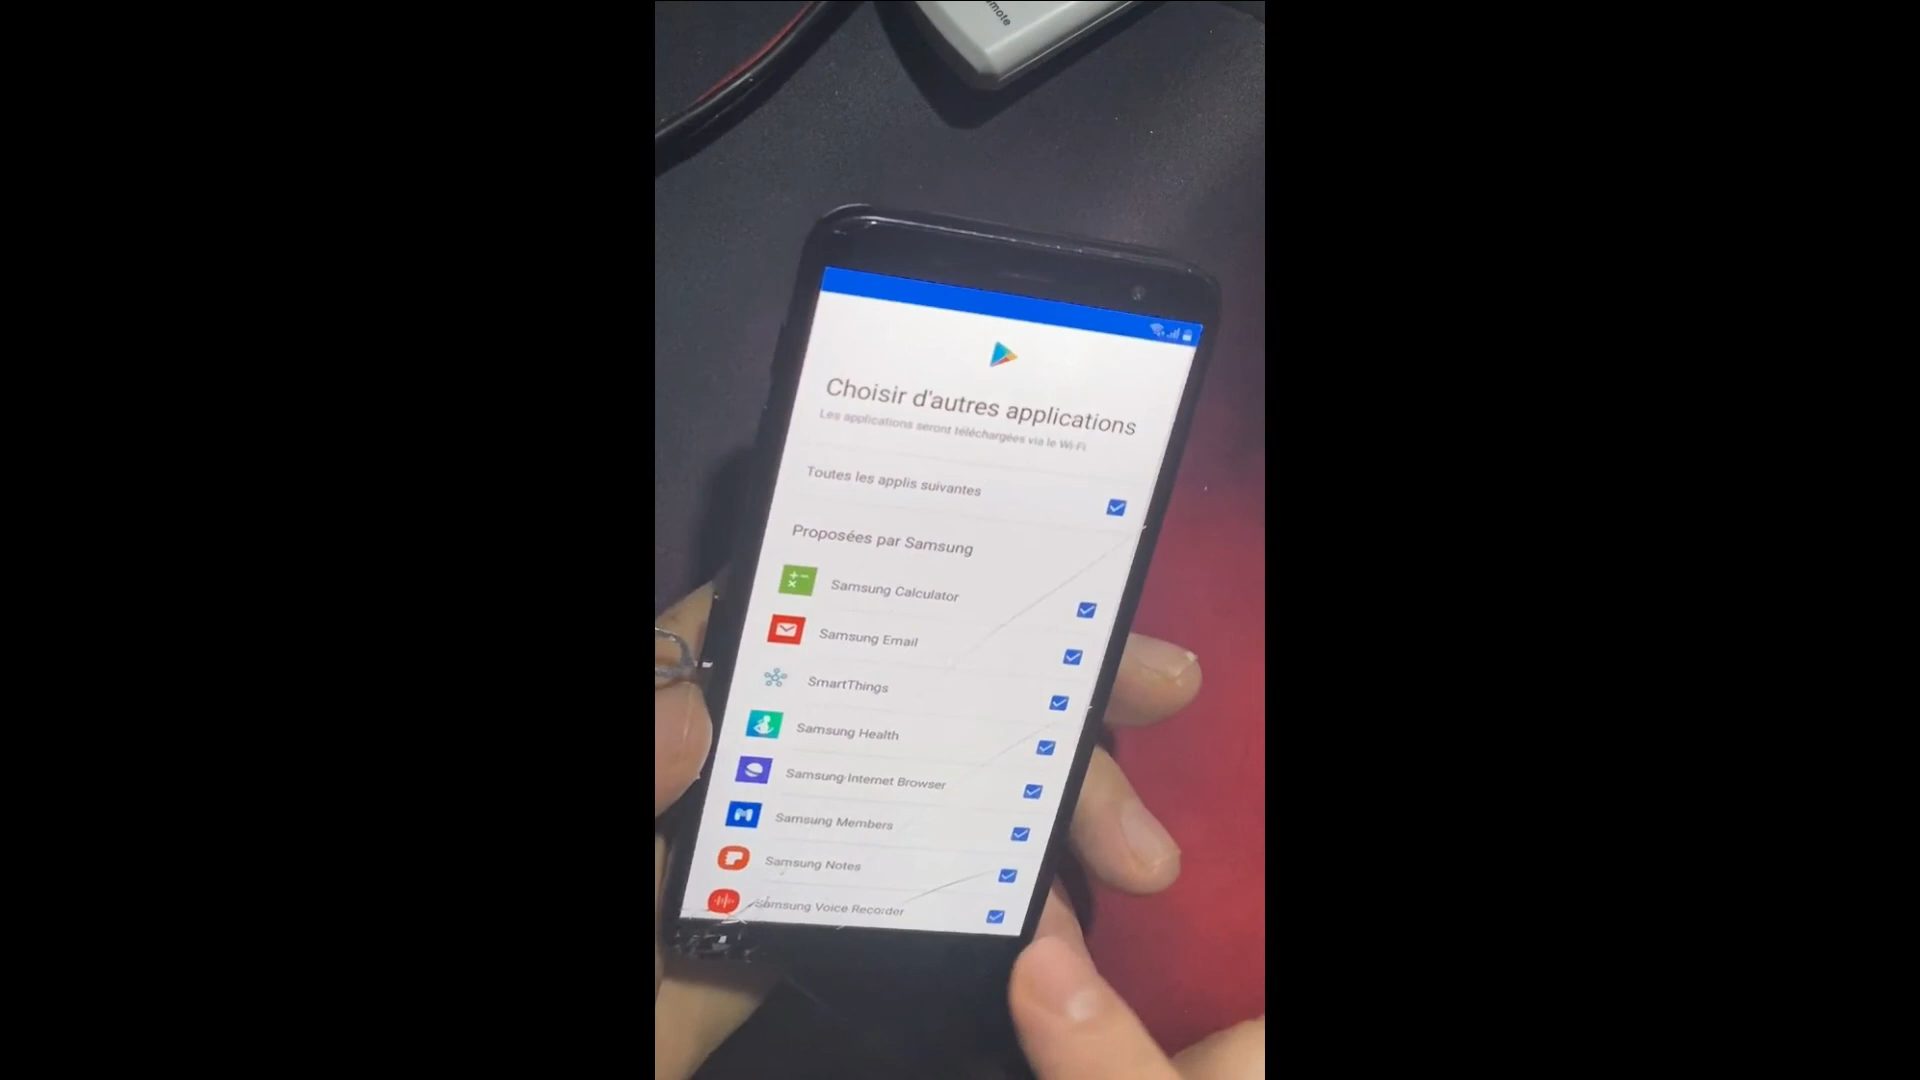 mote
Choisir d'autres applications
Les applications seront téléchargées via le Wi-Fi
Toutes les applis suivantes
Proposées par Samsung
Samsung Calculator
Samsung Email
SmartThings
Samsung Health
Samsung Internet Browser
Samsung Members
Samsung Notes
Samsung Voice Recorder